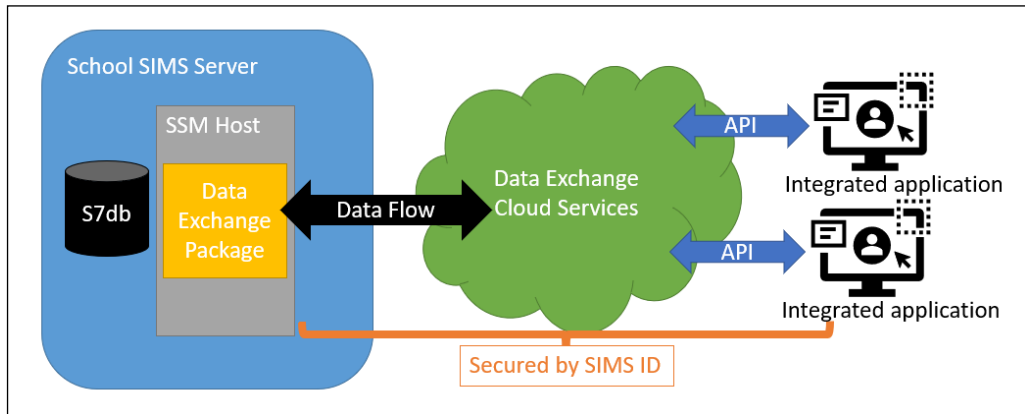 School SIMS Server
SSM Host
S7db
Data
Exchange
Package
Data Flow
Data Exchange
Cloud Services
API
Integrated application
API
Integrated application
Secured by SIMS ID